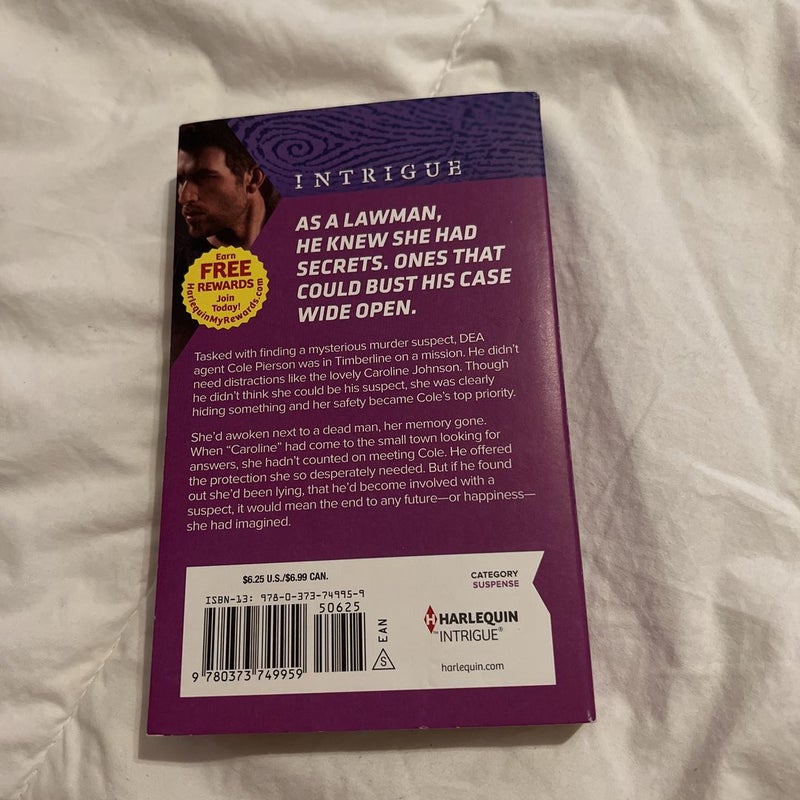 INTRIGUE
Earn
FREE
REWARDS
Join
Today!
HarlequinMyRewards.com
AS A LAWMAN,
HE KNEW SHE HAD
SECRETS. ONES THAT
COULD BUST HIS CASE
WIDE OPEN.
Tasked with finding a mysterious murder suspect, DEA
agent Cole Pierson was in Timberline on a mission. He didn't
need distractions like the lovely Caroline Johnson. Though
he didn't think she could be his suspect, she was clearly
hiding something and her safety became Cole's top priority.
She'd awoken next to a dead man, her memory gone.
When “Caroline” had come to the small town looking for
answers, she hadn't counted on meeting Cole. He offered
the protection she so desperately needed. But if he found
out she'd been lying, that he'd become involved with a
suspect, it would mean the end to any future—or happiness—
she had imagined.
$6.25 U.S./$6.99 CAN.
ISBN-13: 978-0-373-74995-9
50625
9 780373 749959
EAN
S
CATEGORY
SUSPENSE
H HARLEQUIN
™ INTRIGUE®
harlequin.com